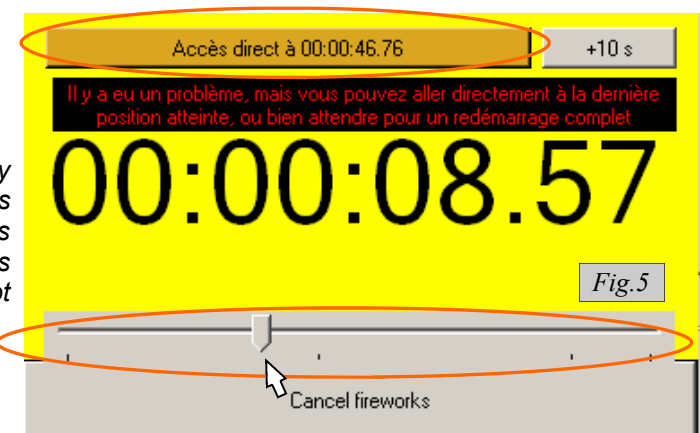 Accès direct à 00:00:46.76
+10 s
Il y a eu un problème, mais vous pouvez aller directement à la dernière
position atteinte, ou bien attendre pour un redémarrage complet
00:00:08.57
y
s
s
s
Fig.5
Cancel fireworks